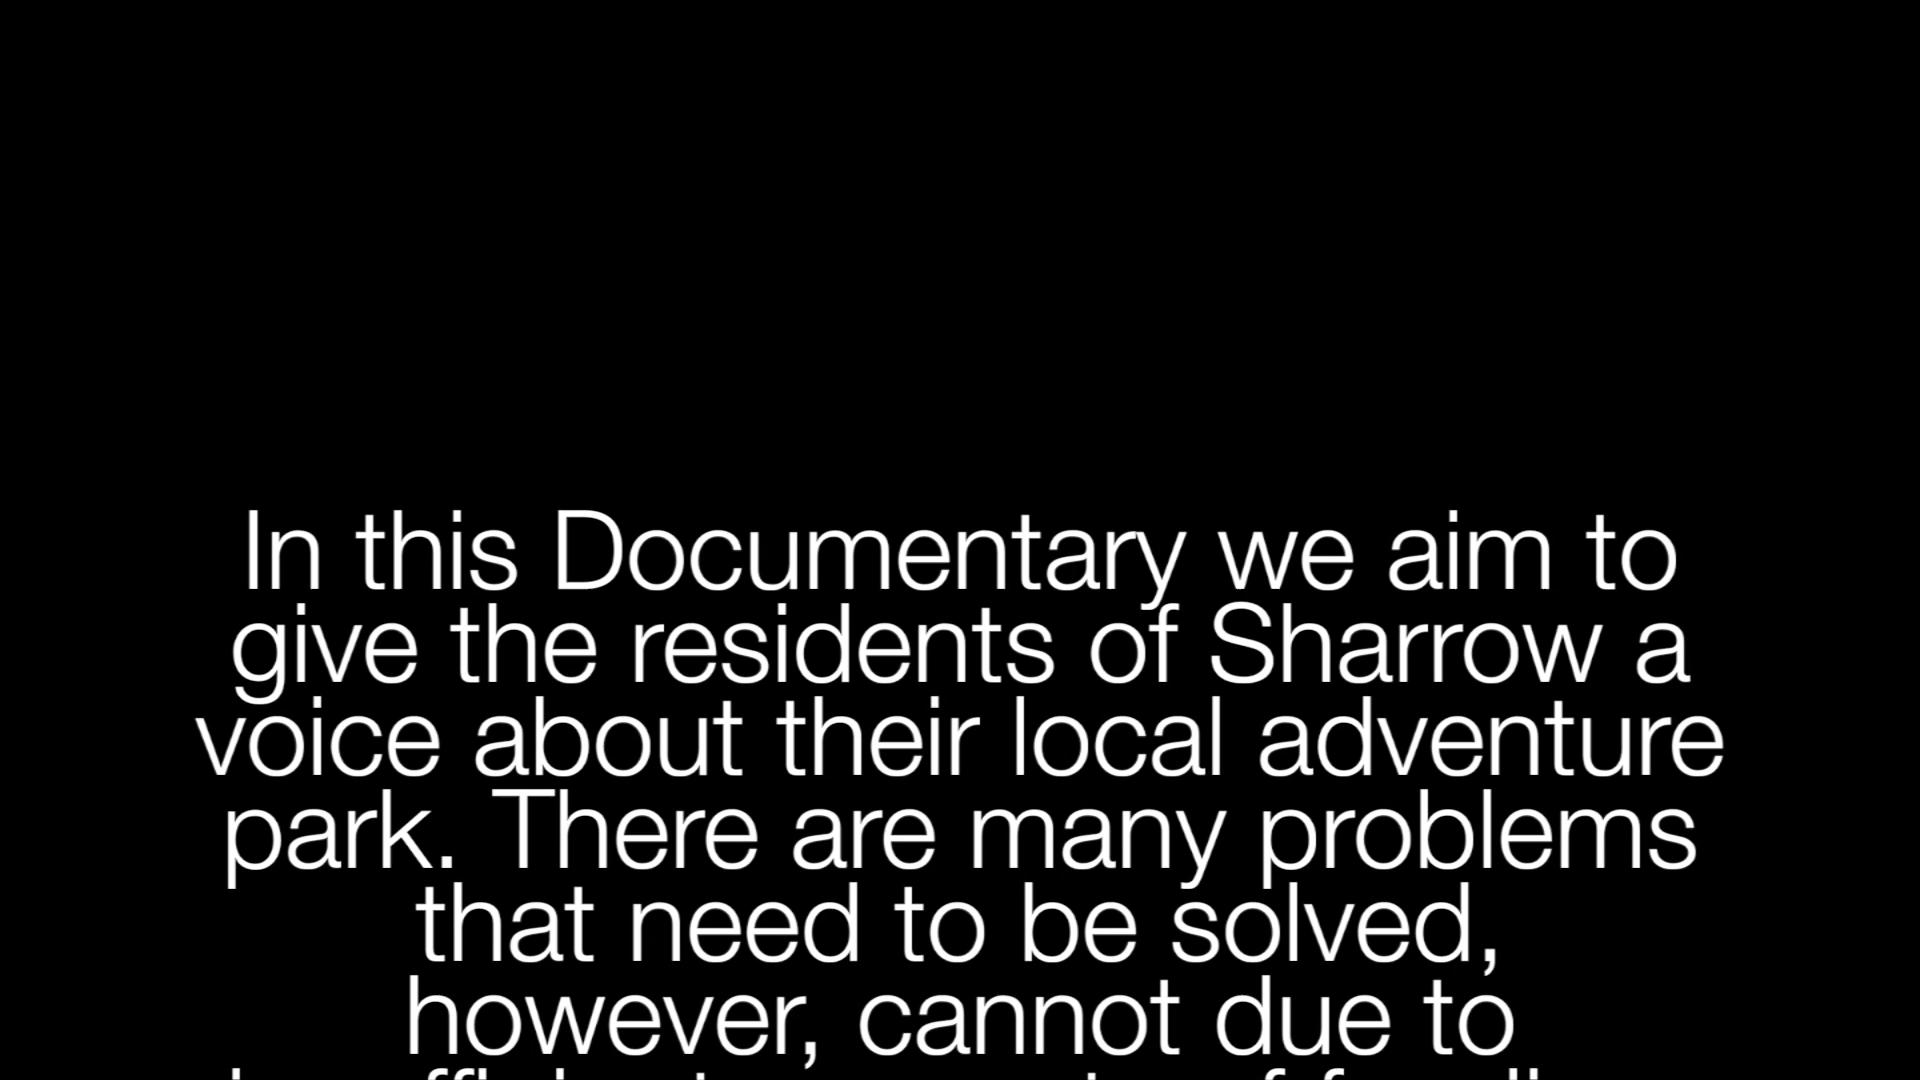 In this Documentary we aim to
give the residents of Sharrow a
voice about their local adventure
park. There are many problems
that need to be solved,
however, cannot due to